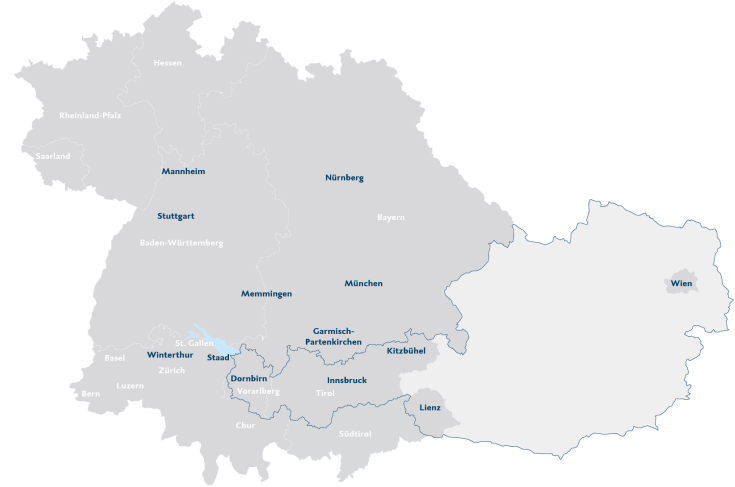 Hessen
Rheinland-Pfalz
Saarland
Mannheim
Nürnberg
Stuttgart
Bayern
Baden-Württemberg
Memmingen
München
Wien
Garmisch-
Partenkirchen
St. Gallen
Kitzbühel
Basel
Winterthur
Staad
Zürich
Dornbirn
Innsbruck
Luzern
Bern
Vorarlberg
Tirol
Lienz
Chur
Südtirol